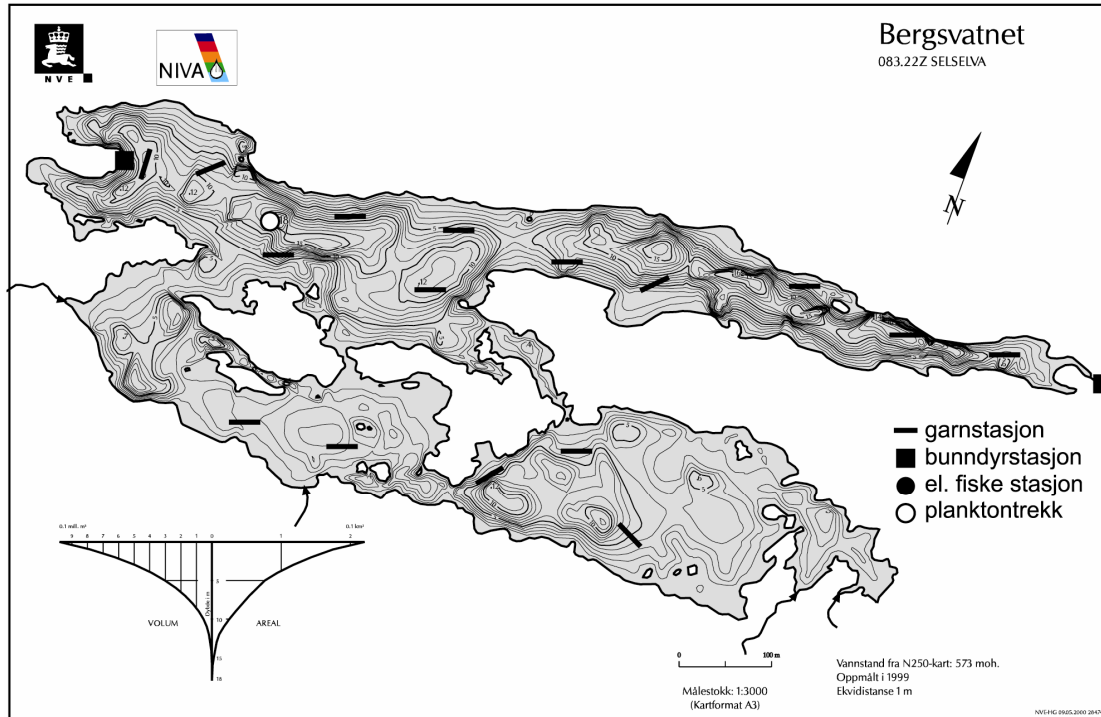 NVE
NIVA
Bergsvatnet
083.22Z SELSELVA
N
garnstasjon
bunndyrstasjon
el. fiske stasjon
planktontrekk
0.1 mill. m³
0.1 km²
9 8 7 6 5 4 3 2 1 0 1 2
Dybde i m
5
10
15
16
VOLUM
AREAL
0 100 m
Målestokk: 1:3000
(Kartformat A3)
Vannstand fra N250-kart: 573 moh.
Oppmålt i 1999
Ekvidistanse 1 m